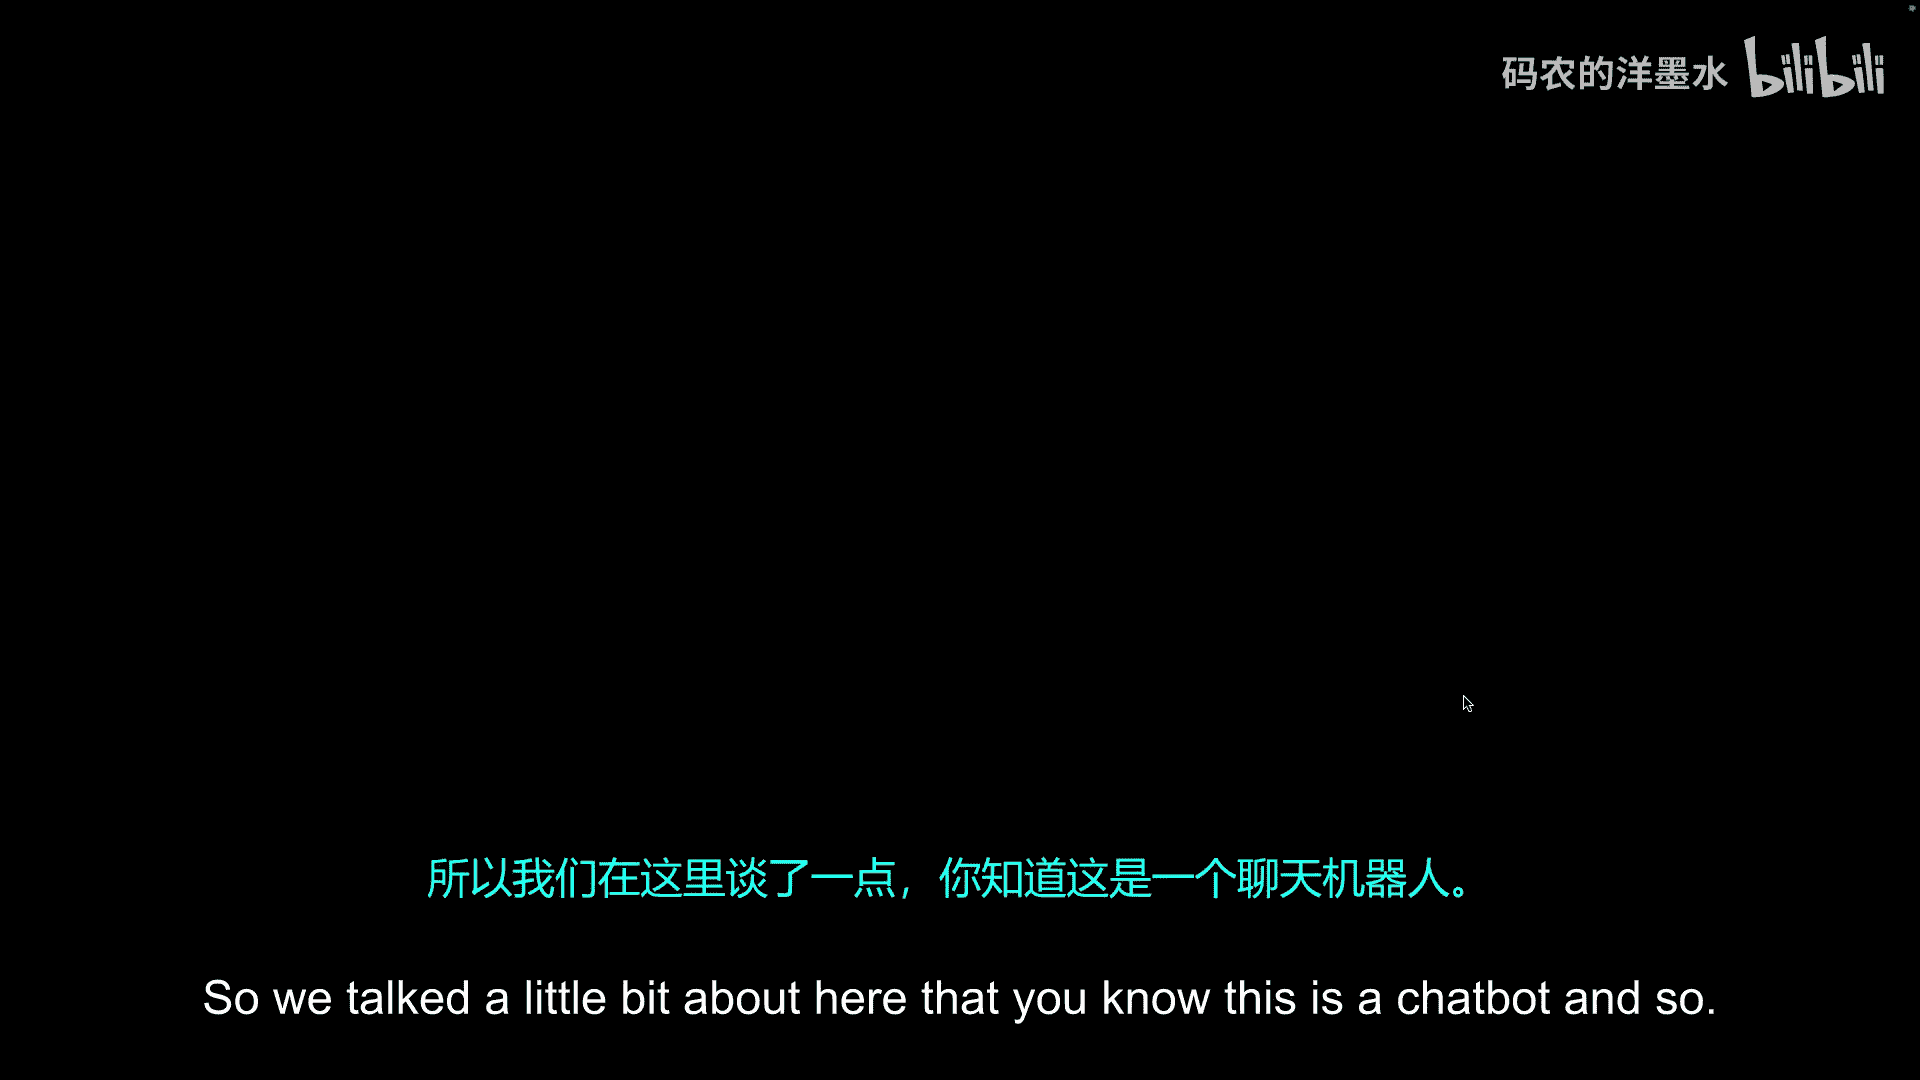 码农的洋墨水 bilibili
所以我们在这里谈了一点，你知道这是一个聊天机器人。
So we talked a little bit about here that you know this is a chatbot and so.